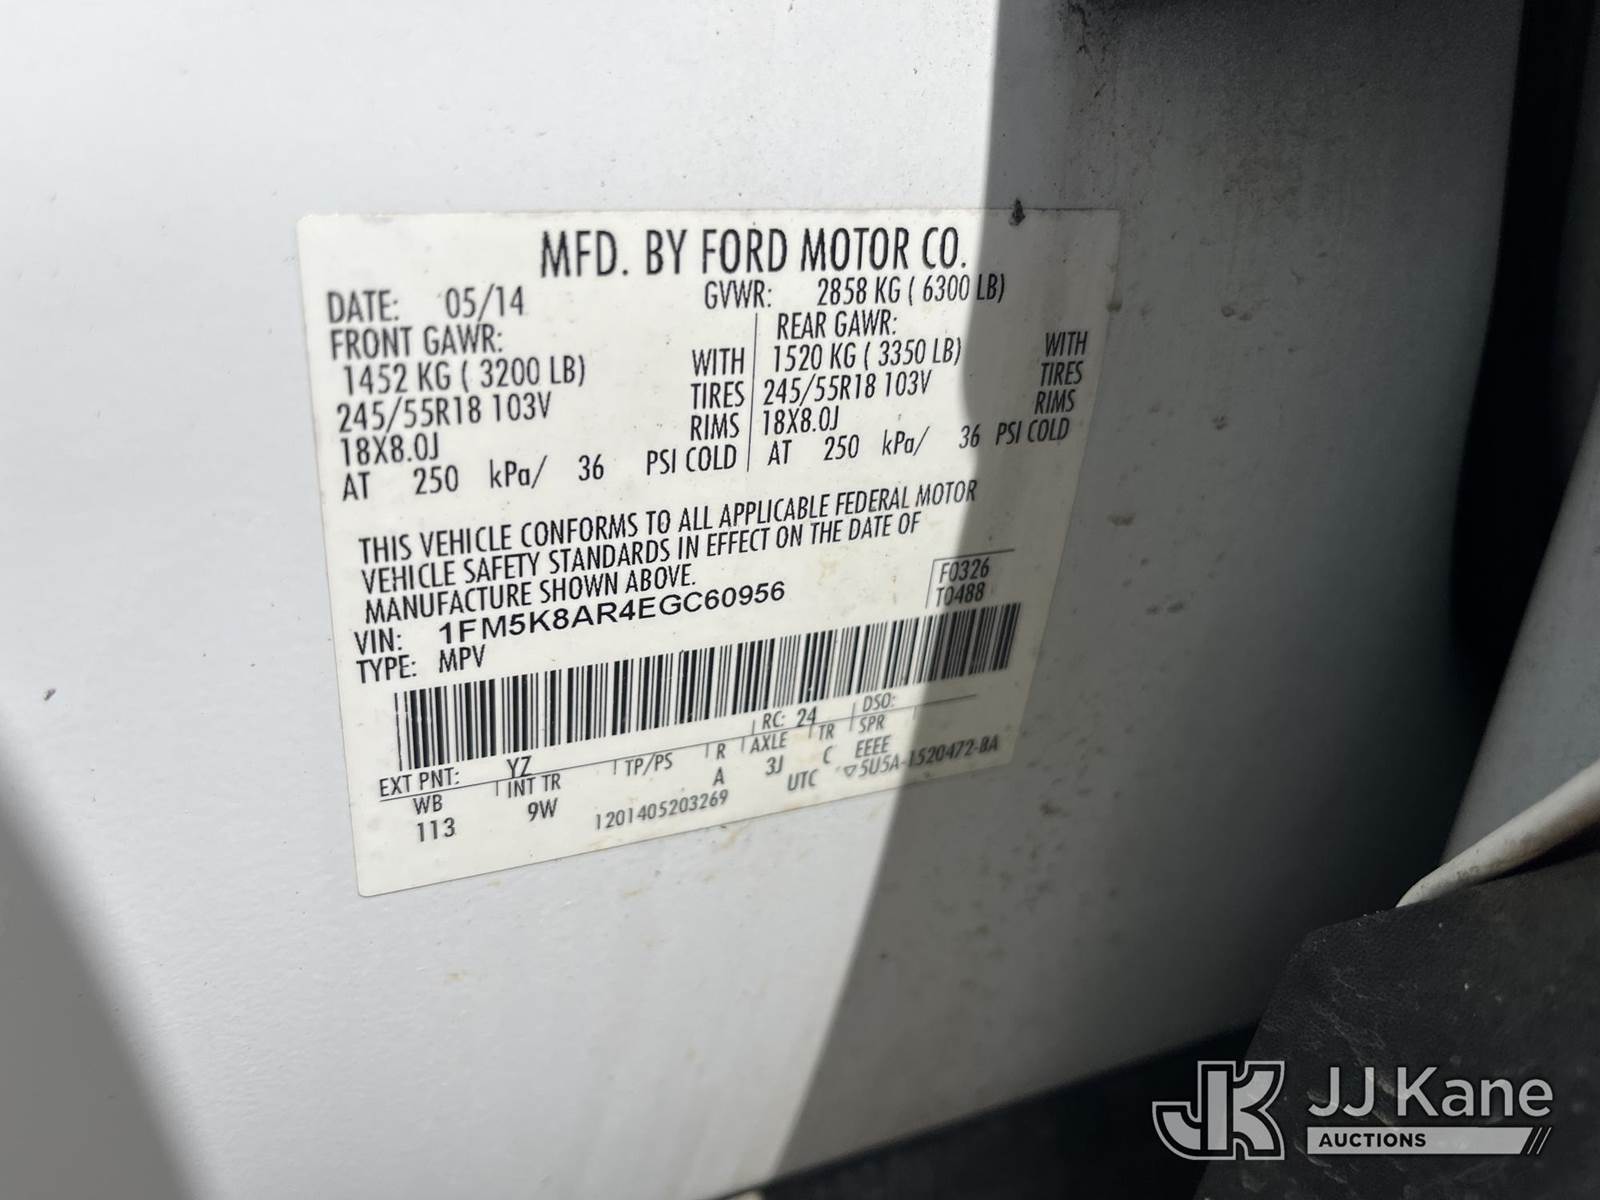 MFD. BY FORD MOTOR CO.
DATE: 05/14 GVWR: 2858 KG ( 6300 LB)
FRONT GAWR: REAR GAWR:
1452 KG ( 3200 LB) WITH 1520 KG ( 3350 LB) WITH
245/55R18 103V TIRES 245/55R18 103V TIRES
18X8.0J RIMS 18X8.0J RIMS
AT 250 kPa/ 36 PSI COLD AT 250 kPa/ 36 PSI COLD
THIS VEHICLE CONFORMS TO ALL APPLICABLE FEDERAL MOTOR
VEHICLE SAFETY STANDARDS IN EFFECT ON THE DATE OF
MANUFACTURE SHOWN ABOVE.
F0326
T0488
VIN: 1FM5K8AR4EGC60956
TYPE: MPV
EXT PNT: YZ RC: 24 DSO:
WB INT TR TP/PS R AXLE TR SPR
113 9W A 3J C EEEE
1201405203269 UTC ▽5U5A-1520472-BA
JK JJ Kane
AUCTIONS